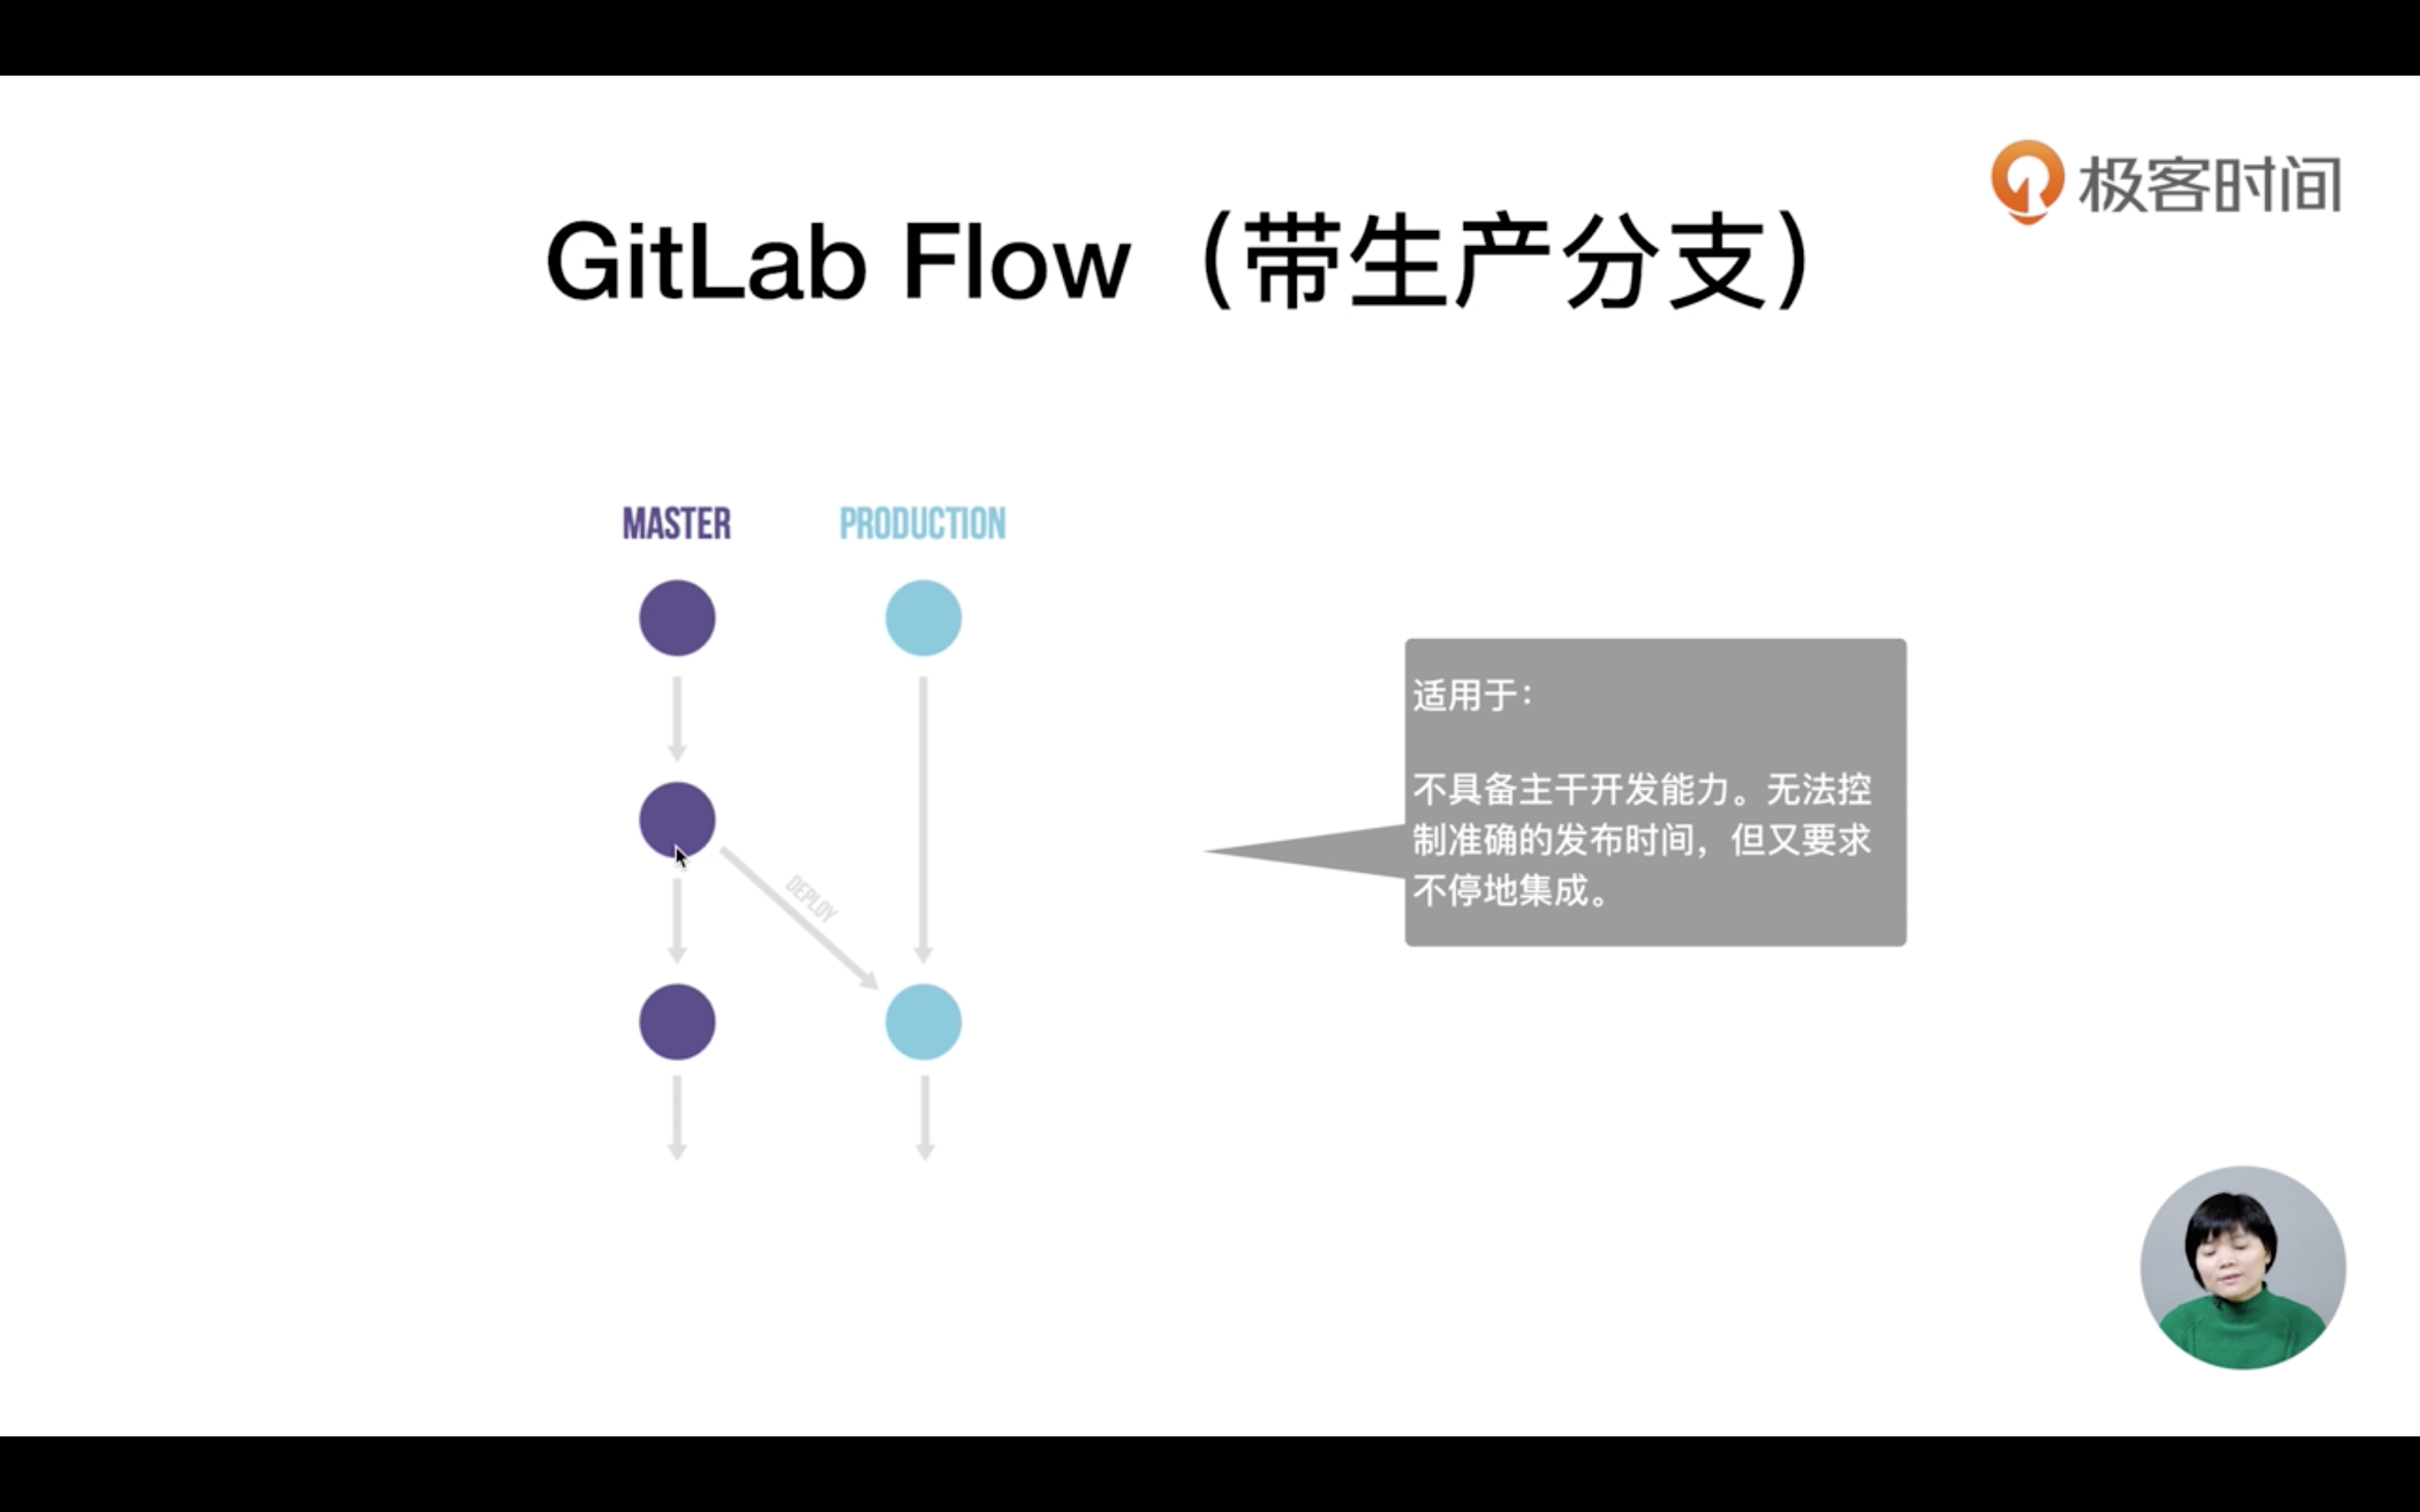 极客时间
GitLab Flow（带生产分支）
MASTER
PRODUCTION
DEPLOY
适用于：
不具备主干开发能力。无法控
制准确的发布时间，但又要求
不停地集成。